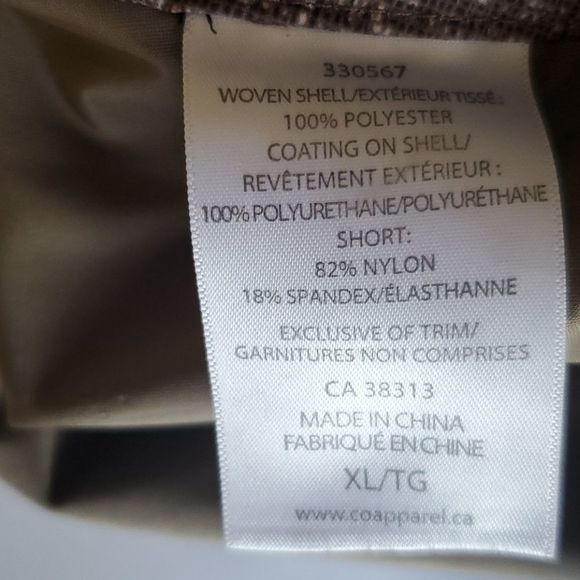 330567
WOVEN SHELL/EXTÉRIEUR TISSÉ :
100% POLYESTER
COATING ON SHELL/
REVÊTEMENT EXTÉRIEUR :
100% POLYURETHANE/POLYURÉTHANE
SHORT:
82% NYLON
18% SPANDEX/ÉLASTHANNE
EXCLUSIVE OF TRIM/
GARNITURES NON COMPRISES
CA 38313
MADE IN CHINA
FABRIQUÉ EN CHINE
XL/TG
www.coapparel.ca